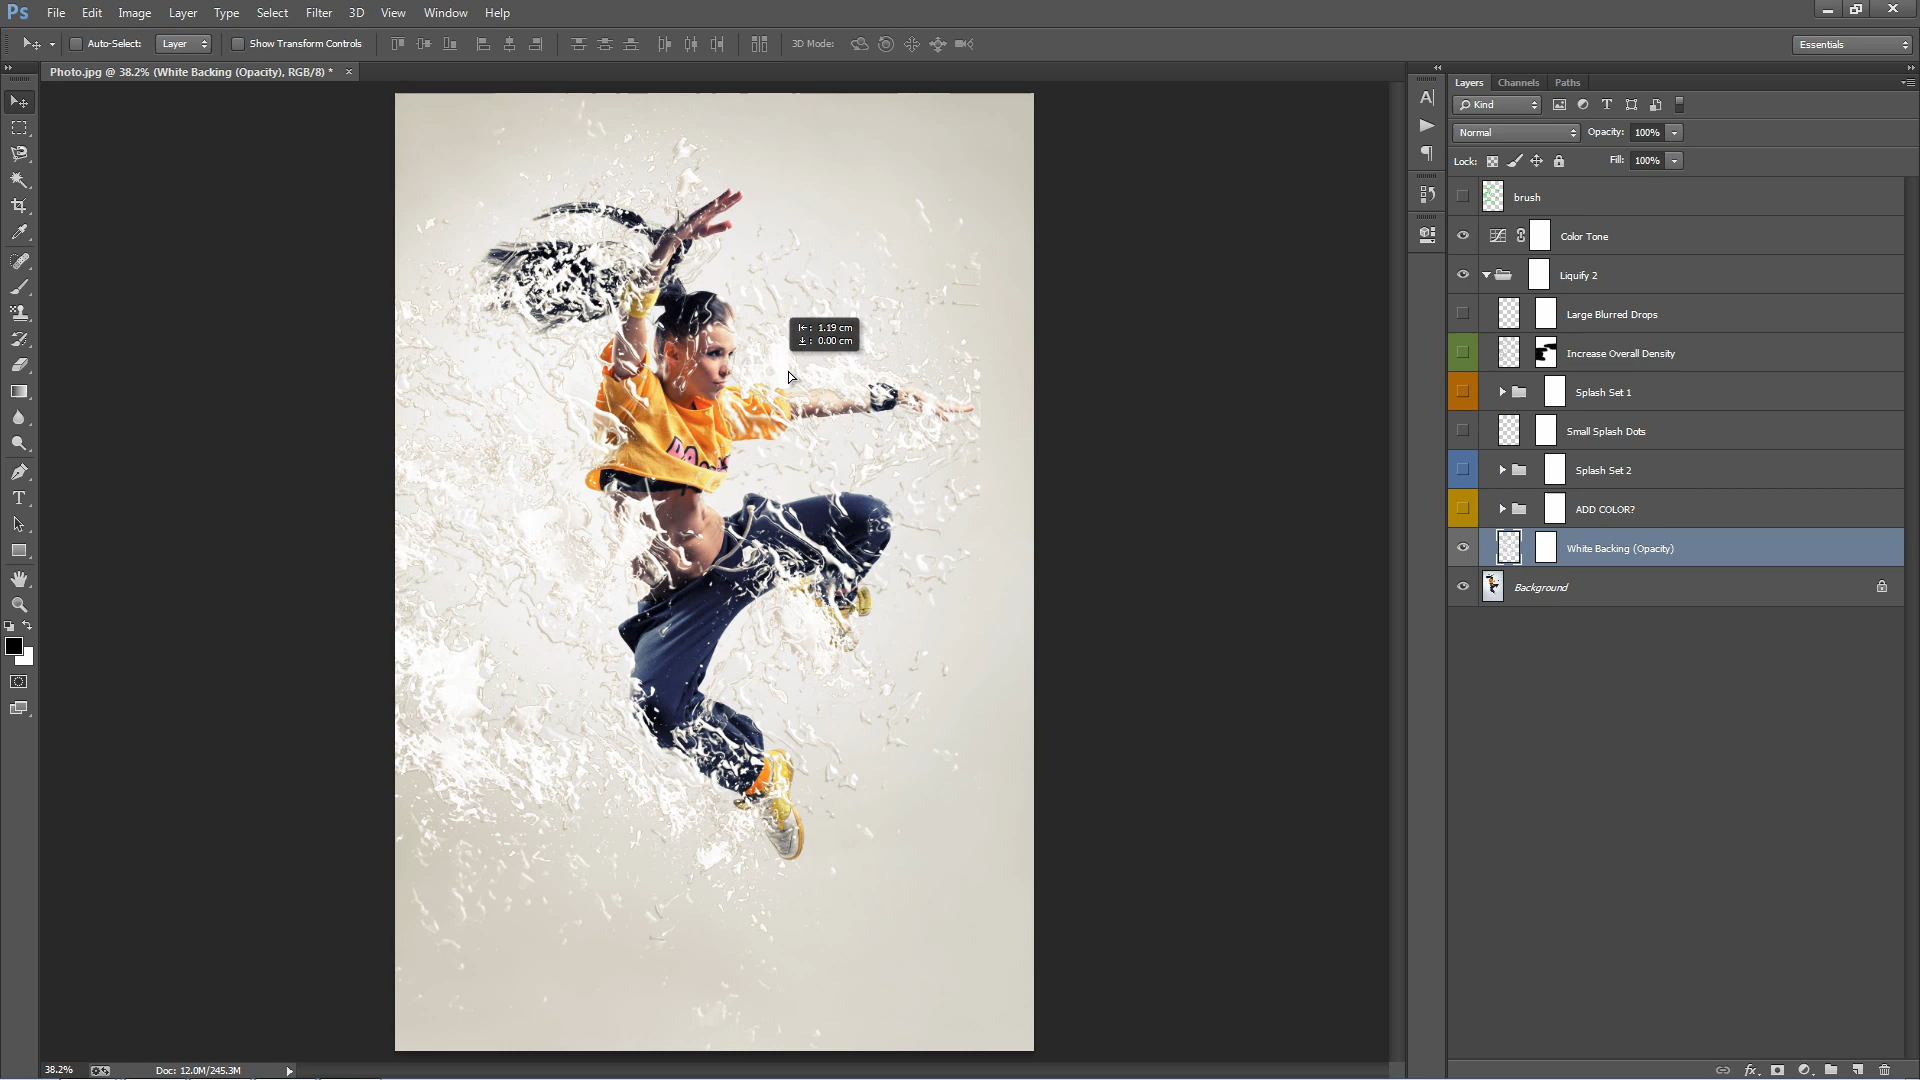 Ps File Edit Image Layer Type Select Filter 3D View Window Help
Auto-Select: Layer Show Transform Controls 3D Mode: Essentials
Photo.jpg @ 38.2% (White Backing (Opacity), RGB/8) * ×
Layers Channels Paths
Kind
Normal Opacity: 100%
Lock: Fill: 100%
brush
Color Tone
Liquify 2
Large Blurred Drops
1.19 cm
0.00 cm
Increase Overall Density
Splash Set 1
Small Splash Dots
Splash Set 2
ADD COLOR?
White Backing (Opacity)
Background
38.2% Doc: 12.0M/245.3M
fx